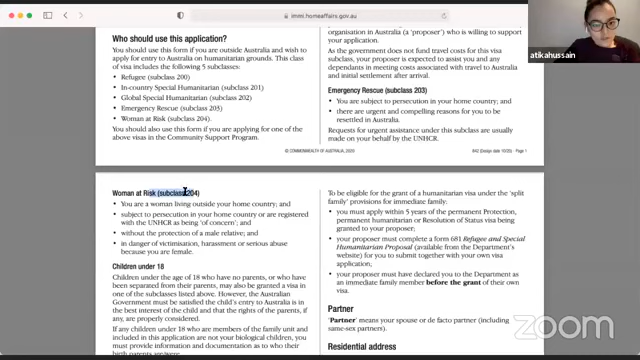 immi.homeaffairs.gov.au
Who should use this application?
You should use this form if you are outside Australia and wish to
apply for entry to Australia on humanitarian grounds. This class
of visa includes the following 5 subclasses:
• Refugee (subclass 200)
• In-country Special Humanitarian (subclass 201)
• Global Special Humanitarian (subclass 202)
• Emergency Rescue (subclass 203)
• Woman at Risk (subclass 204).
You should also use this form if you are applying for one of the
above visas in the Community Support Program.
organisation in Australia (a ‘proposer’) who is willing to support
your application.
As the government does not fund travel costs for this visa
subclass, your proposer is expected to assist you and any
dependants in meeting costs associated with travel to Australia
and initial settlement after arrival.
Emergency Rescue (subclass 203)
• You are subject to persecution in your home country; and
• there are urgent and compelling reasons for you to be
resettled in Australia.
Requests for urgent assistance under this subclass are usually
made on your behalf by the UNHCR.
© COMMONWEALTH OF AUSTRALIA, 2020
842 (Design date 10/20) - Page 1
Woman at Risk (subclass 204)
• You are a woman living outside your home country; and
• subject to persecution in your home country or are registered
with the UNHCR as being ‘of concern’; and
• without the protection of a male relative; and
• in danger of victimisation, harassment or serious abuse
because you are female.
Children under 18
Children under the age of 18 who have no parents, or who have
been separated from their parents, may also be granted a visa in
one of the subclasses listed above. However, the Australian
Government must be satisfied the child’s entry to Australia is in
the best interest of the child and that the rights of the parents, if
any, are properly considered.
If any children under 18 who are members of the family unit and
included in this application are not your biological children, you
must provide information and documentation as to who their
birth parents are/were.
To be eligible for the grant of a humanitarian visa under the ‘split
family’ provisions for immediate family:
• you must apply within 5 years of the permanent Protection,
permanent humanitarian or Resolution of Status visa being
granted to your proposer;
• your proposer must complete a form 681 Refugee and Special
Humanitarian Proposal (available from the Department’s
website) for you to submit together with your own visa
application;
• your proposer must have declared you to the Department as
an immediate family member before the grant of their own
visa.
Partner
‘Partner’ means your spouse or de facto partner (including
same-sex partners).
Residential address
atikahussain
zoom